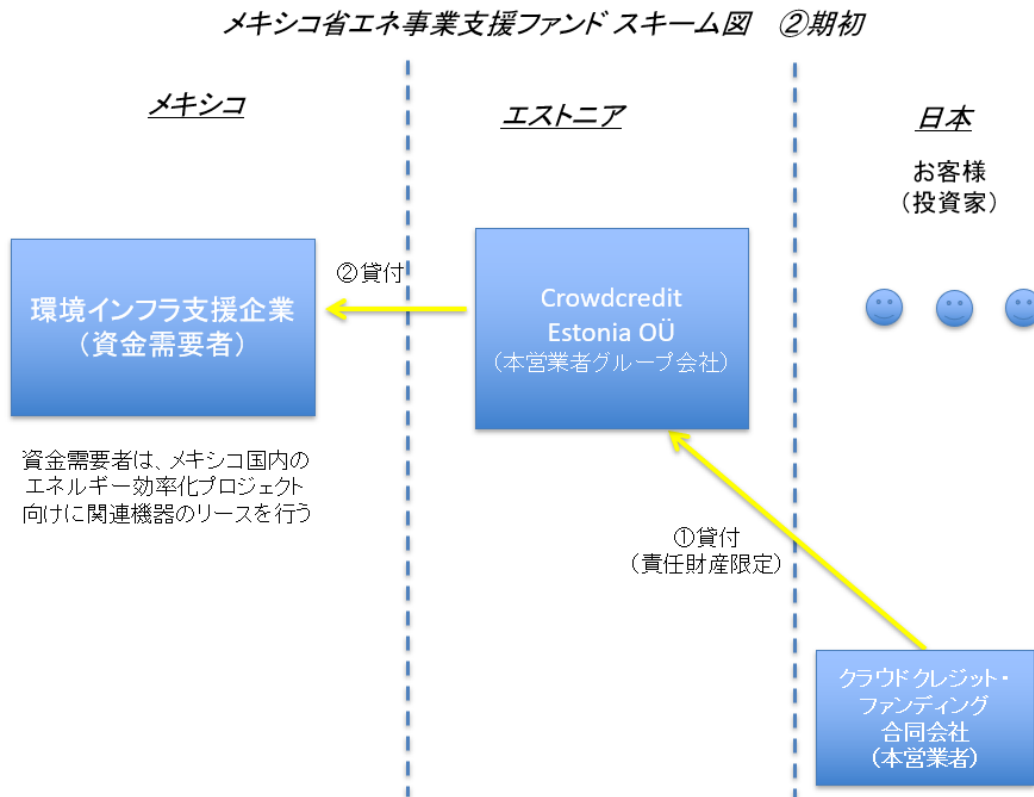 メキシコ省エネ事業支援ファンド スキーム図　②期初
メキシコ
エストニア
日本
お客様
（投資家）
環境インフラ支援企業
（資金需要者）
②貸付
Crowdcredit
Estonia OÜ
（本営業者グループ会社）
資金需要者は、メキシコ国内の
エネルギー効率化プロジェクト
向けに関連機器のリースを行う
①貸付
（責任財産限定）
クラウドクレジット・
ファンディング
合同会社
（本営業者）